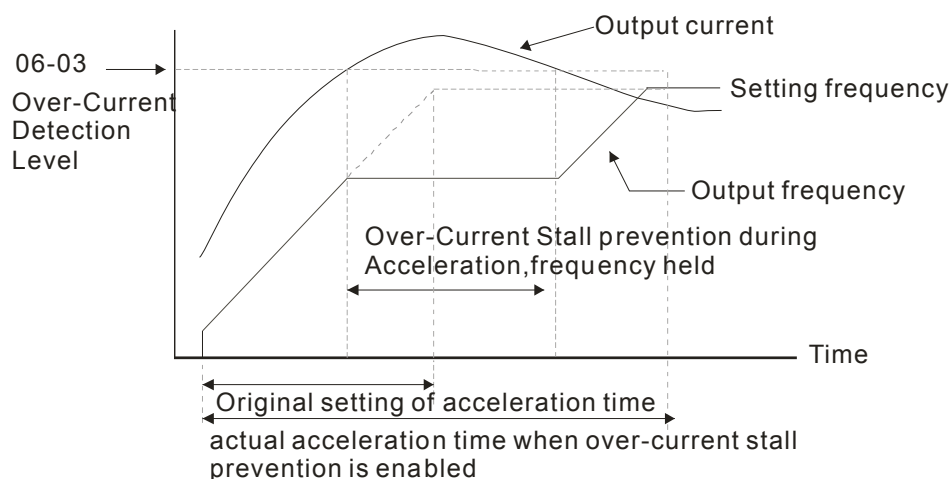 Output current
06-03
Over-Current
Detection
Level
Setting frequency
Output frequency
Over-Current Stall prevention during
Acceleration,frequency held
Time
Original setting of acceleration time
actual acceleration time when over-current stall
prevention is enabled